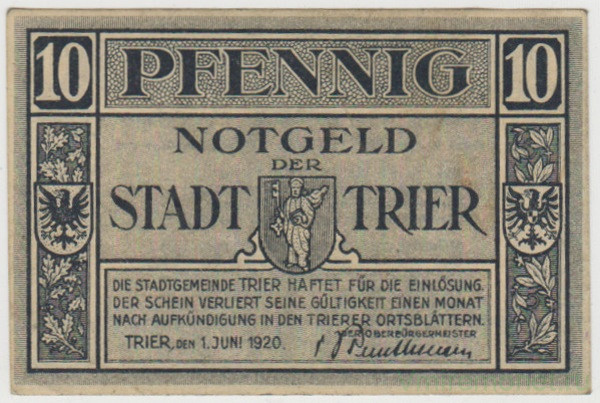 10 PFENNIG 10
NOTGELD
DER
STADT TRIER
DIE STADTGEMEINDE TRIER HAFTET FÜR DIE EINLÖSUNG.
DER SCHEIN VERLIERT SEINE GÜLTIGKEIT EINEN MONAT
NACH AUFKÜNDIGUNG IN DEN TRIERER ORTSBLÄTTERN.
DER OBERBÜRGERMEISTER
TRIER, DEN 1. JUNI 1920.